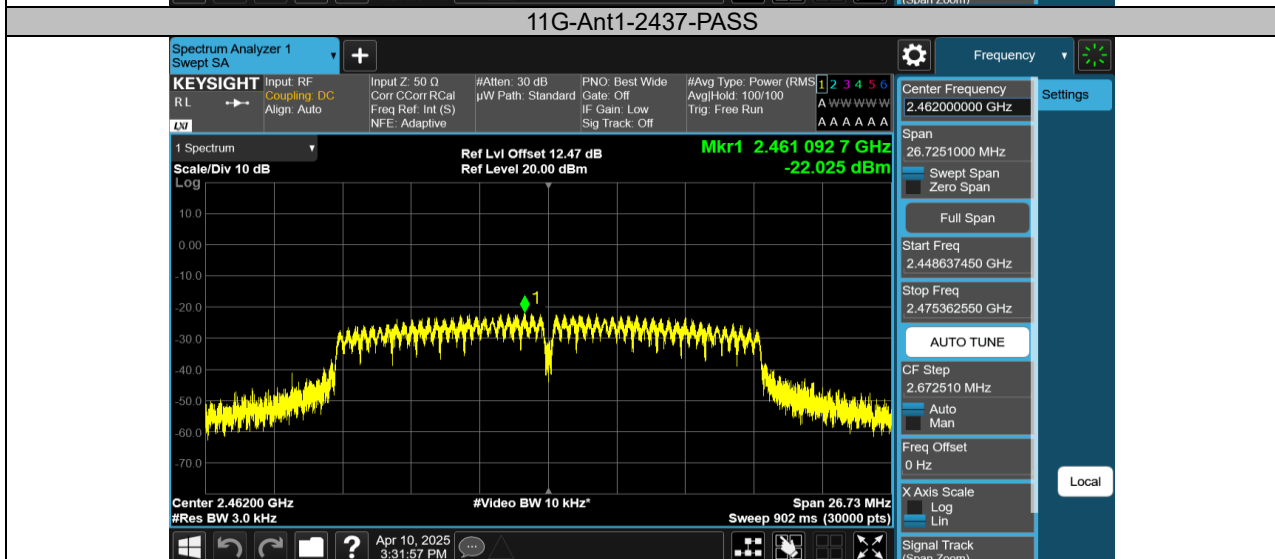 (Span Zoom)
11G-Ant1-2437-PASS
Spectrum Analyzer 1
Swept SA
+
Frequency
KEYSIGHT
R L
LXI
Input: RF
Coupling: DC
Align: Auto
Input Z: 50 Ω
Corr CCorr RCal
Freq Ref: Int (S)
NFE: Adaptive
#Atten: 30 dB
µW Path: Standard
PNO: Best Wide
Gate: Off
IF Gain: Low
Sig Track: Off
#Avg Type: Power (RMS
Avg|Hold: 100/100
Trig: Free Run
1 2 3 4 5 6
A W W W W W
A A A A A A
Center Frequency
2.462000000 GHz
Settings
1 Spectrum
Scale/Div 10 dB
Log
Ref Lvl Offset 12.47 dB
Ref Level 20.00 dBm
Mkr1 2.461 092 7 GHz
-22.025 dBm
Span
26.7251000 MHz
Swept Span
Zero Span
Full Span
Start Freq
2.448637450 GHz
Stop Freq
2.475362550 GHz
AUTO TUNE
CF Step
2.672510 MHz
Auto
Man
Freq Offset
0 Hz
X Axis Scale
Log
Lin
Local
Signal Track
(Span Zoom)
10.0
0.00
-10.0
-20.0
-30.0
-40.0
-50.0
-60.0
-70.0
1
Center 2.46200 GHz
#Res BW 3.0 kHz
#Video BW 10 kHz*
Span 26.73 MHz
Sweep 902 ms (30000 pts)
?
Apr 10, 2025
3:31:57 PM